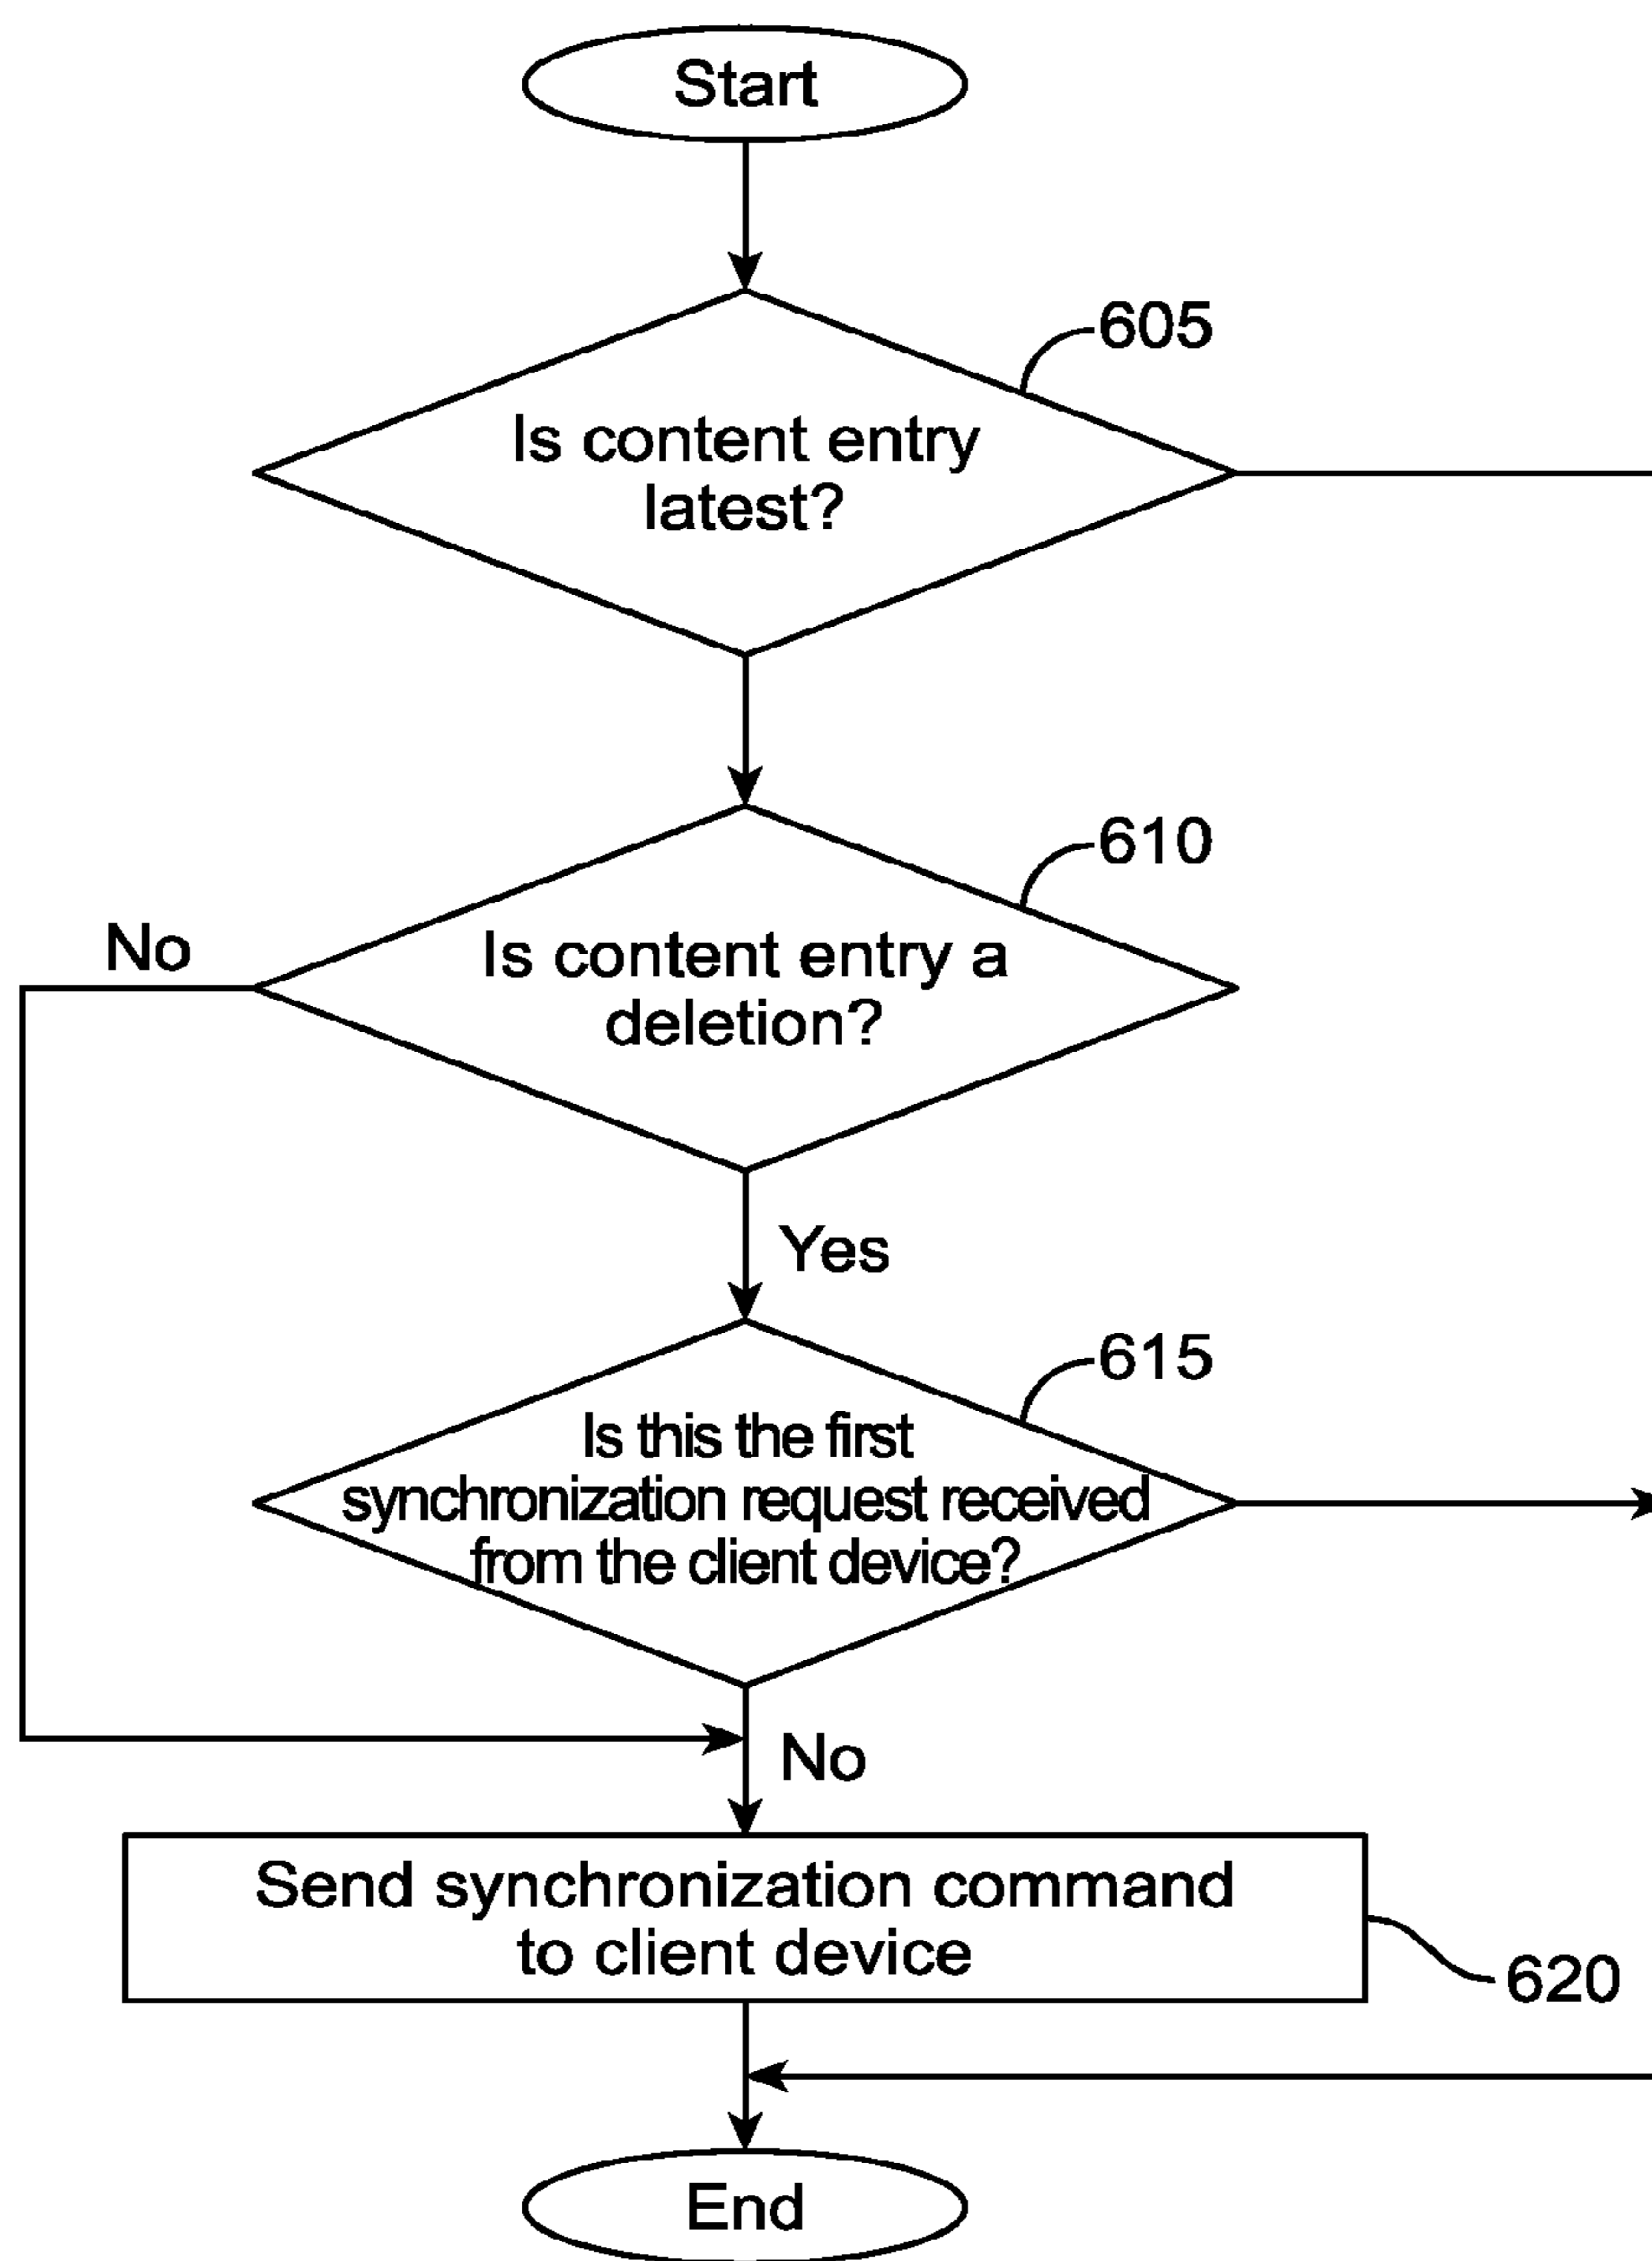 Start
605
Is content entry
latest?
610
No
Is content entry a
deletion?
Yes
615
Is this the first
synchronization request received
from the client device?
No
Send synchronization command
to client device
620
End